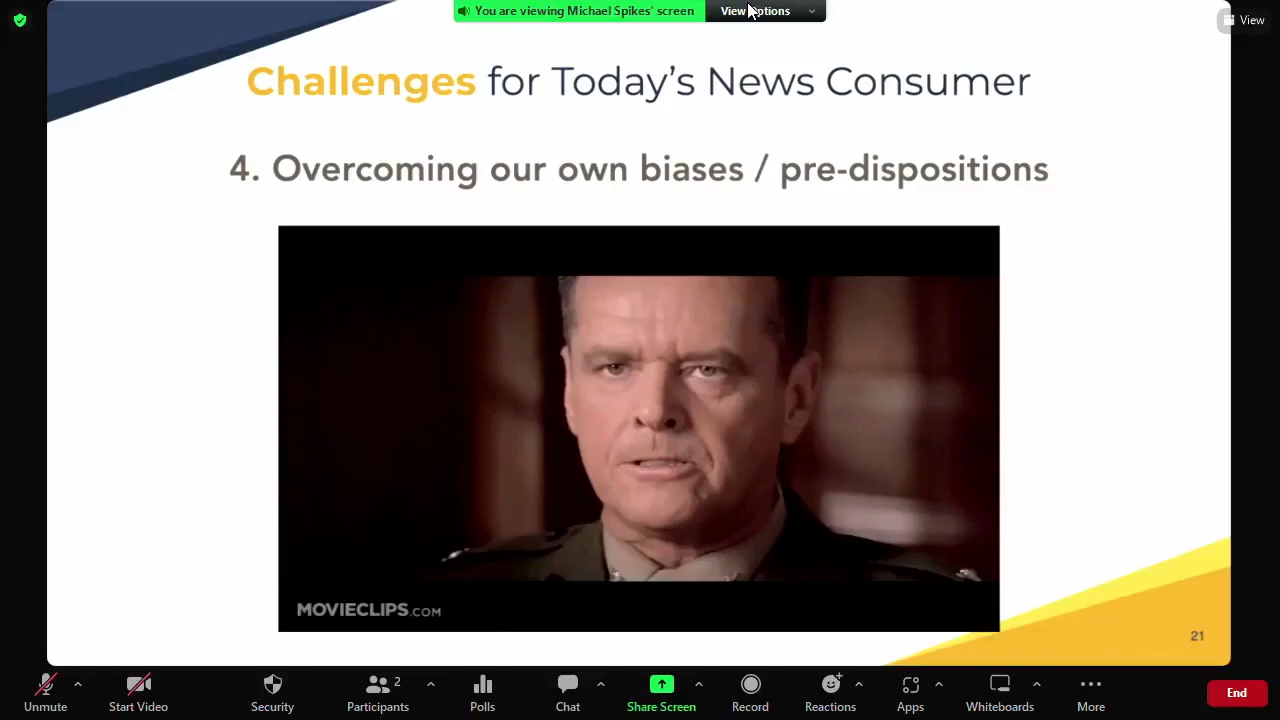 You are viewing Michael Spikes' screen
View Options
View
Challenges for Today's News Consumer
4. Overcoming our own biases / pre-dispositions
MOVIECLIPS.COM
21
Unmute
Start Video
Security
Participants
2
Polls
Chat
Share Screen
Record
Reactions
Apps
Whiteboards
More
End